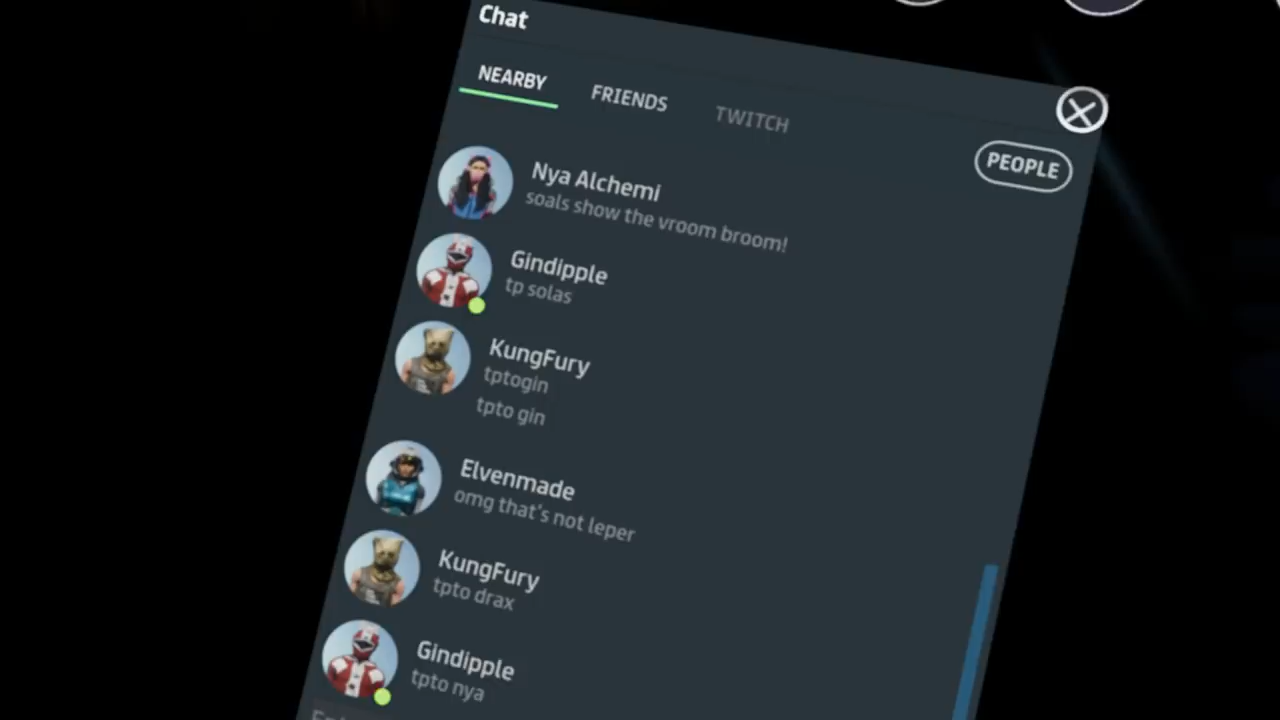 Chat
NEARBY FRIENDS TWITCH
PEOPLE
Nya Alchemi
soals show the vroom broom!
Gindipple
tp solas
KungFury
tptogin
tpto gin
Elvenmade
omg that's not leper
KungFury
tpto drax
Gindipple
tpto nya